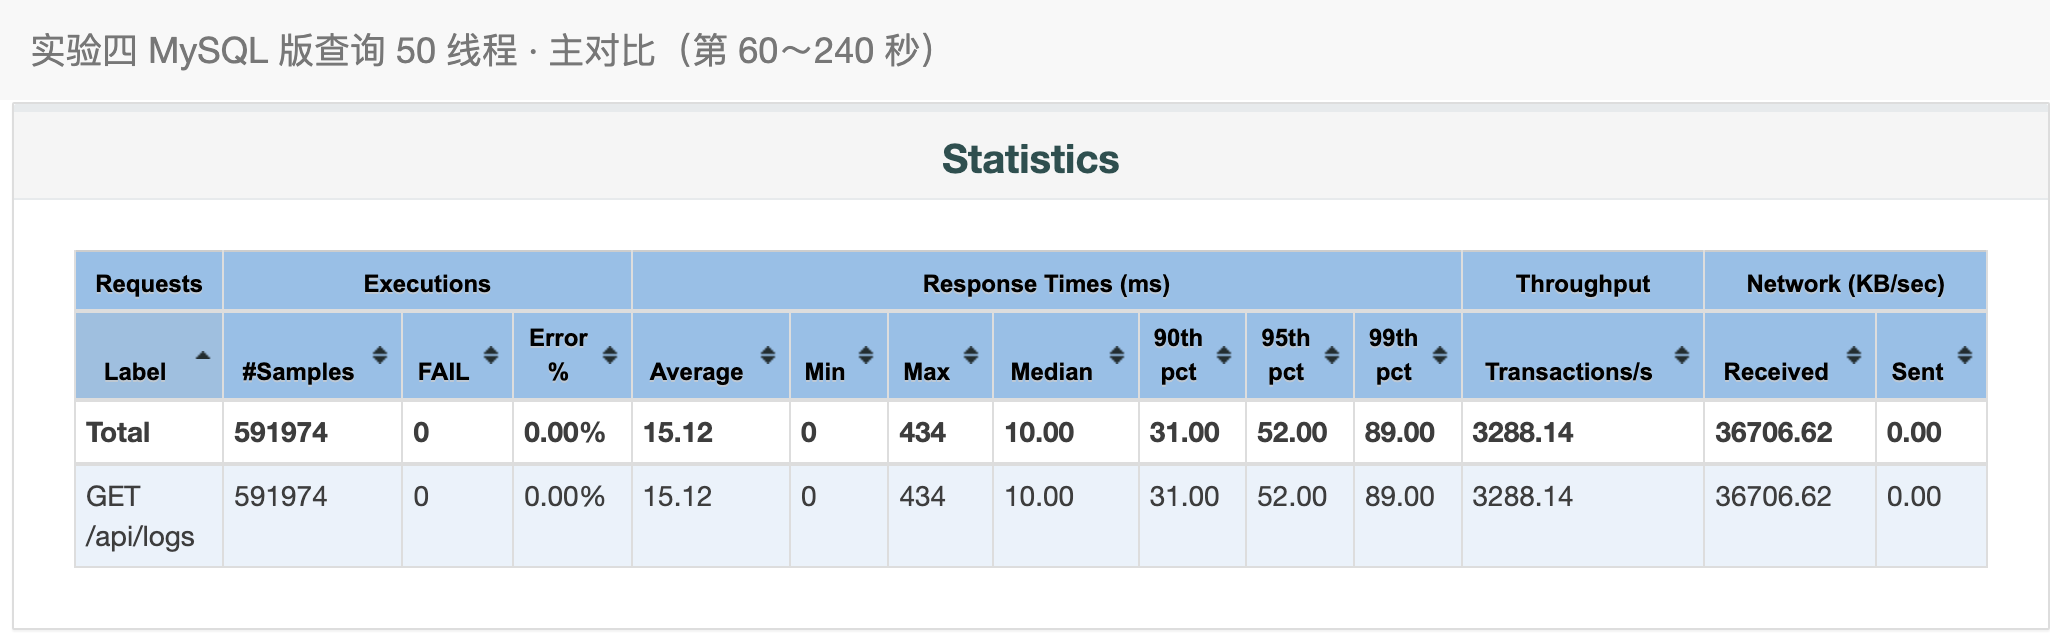 实验四 MySQL 版查询 50 线程 · 主对比（第 60～240 秒）
Statistics
Requests Executions Response Times (ms) Throughput Network (KB/sec)
Label #Samples FAIL Error % Average Min Max Median 90th pct 95th pct 99th pct Transactions/s Received Sent
Total 591974 0 0.00% 15.12 0 434 10.00 31.00 52.00 89.00 3288.14 36706.62 0.00
GET /api/logs 591974 0 0.00% 15.12 0 434 10.00 31.00 52.00 89.00 3288.14 36706.62 0.00